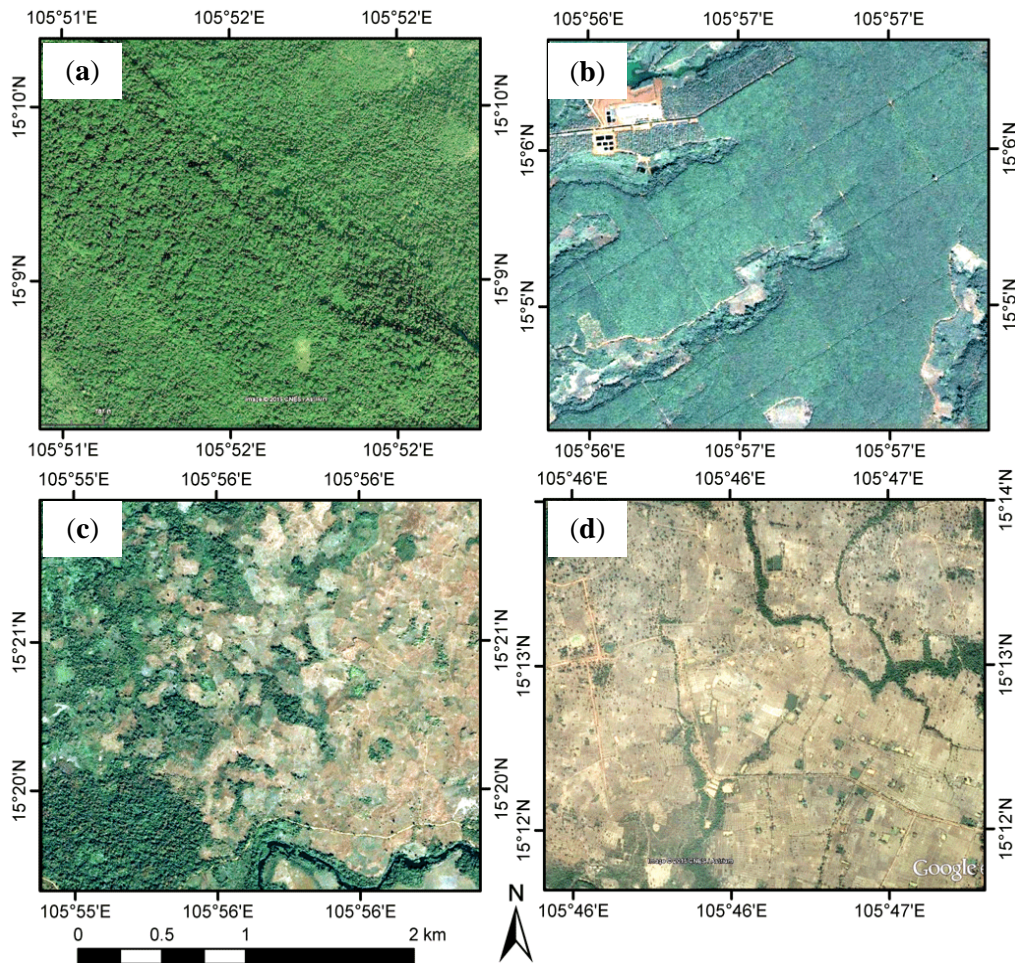 105°51'E 105°52'E 105°52'E
105°56'E 105°57'E 105°57'E
(a)
(b)
15°10'N
15°10'N
15°9'N
15°9'N
15°6'N
15°6'N
15°5'N
15°5'N
105°51'E 105°52'E 105°52'E
105°56'E 105°57'E 105°57'E
105°55'E 105°56'E 105°56'E
105°46'E 105°46'E 105°47'E
(c)
(d)
15°21'N
15°21'N
15°20'N
15°20'N
15°14'N
15°13'N
15°13'N
15°12'N
15°12'N
Google
105°55'E 105°56'E 105°56'E
105°46'E 105°46'E 105°47'E
N
0 0.5 1 2 km